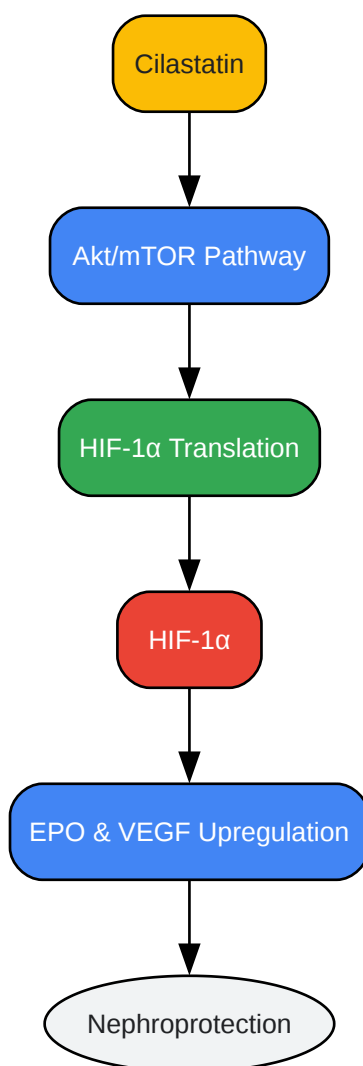 Cilastatin
Akt/mTOR Pathway
HIF-1α Translation
HIF-1α
EPO & VEGF Upregulation
Nephroprotection